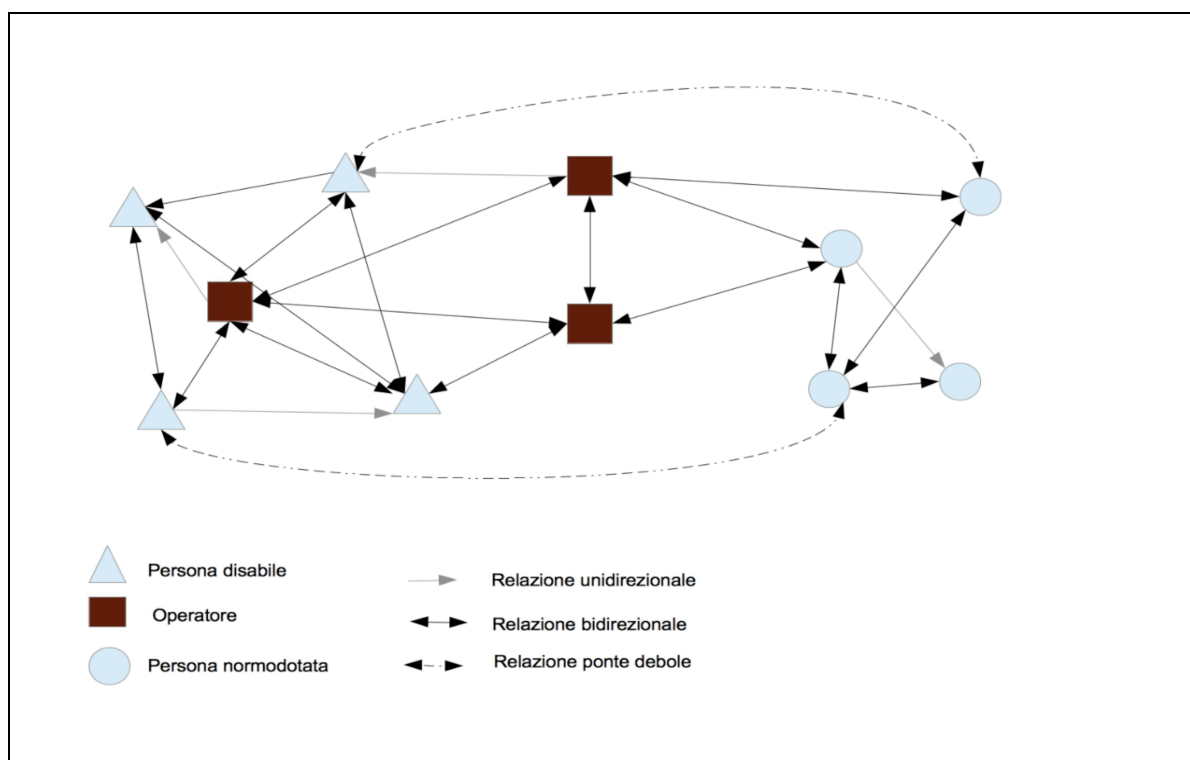 Persona disabile
Relazione unidirezionale
Operatore
Relazione bidirezionale
Persona normodotata
Relazione ponte debole